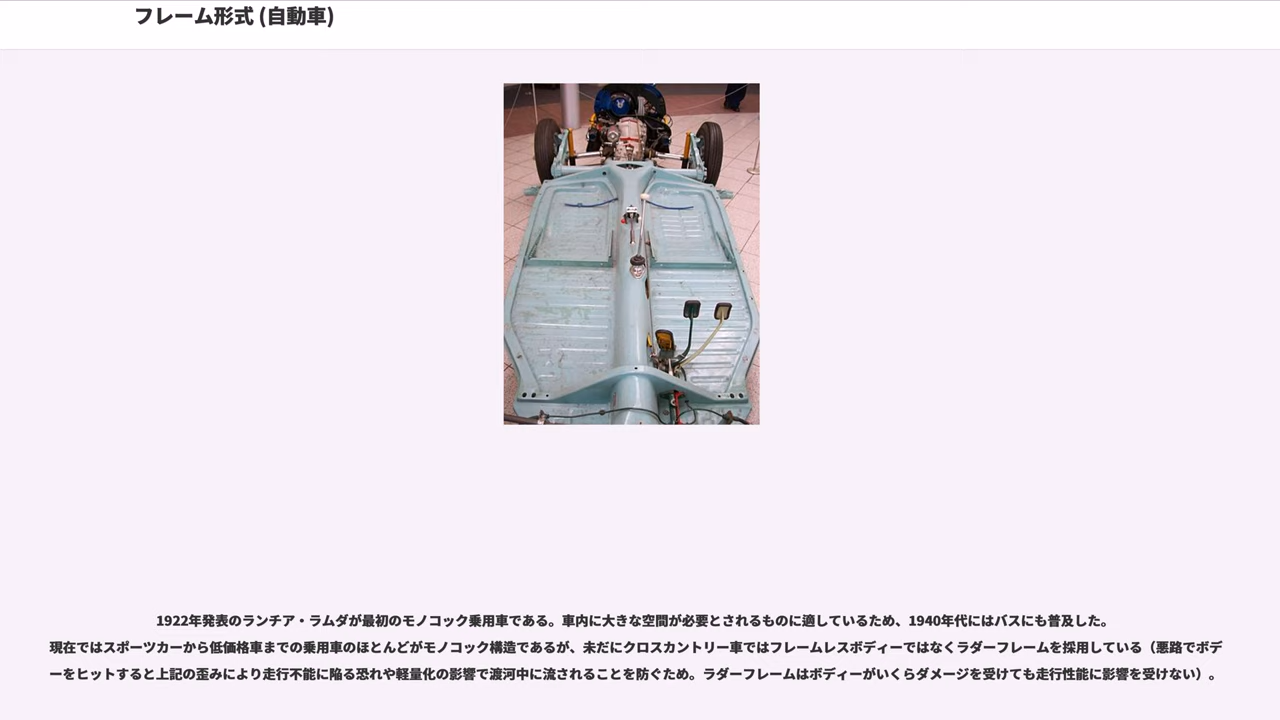 フレーム形式 (自動車)
1922年発表のランチア・ラムダが最初のモノコック乗用車である。車内に大きな空間が必要とされるものに適しているため、1940年代にはバスにも普及した。
現在ではスポーツカーから低価格車までの乗用車のほとんどがモノコック構造であるが、未だにクロスカントリー車ではフレームレスボディーではなくラダーフレームを採用している（悪路でボデ
ーをヒットすると上記の歪みにより走行不能に陥る恐れや軽量化の影響で渡河中に流されることを防ぐため。ラダーフレームはボディーがいくらダメージを受けても走行性能に影響を受けない）。